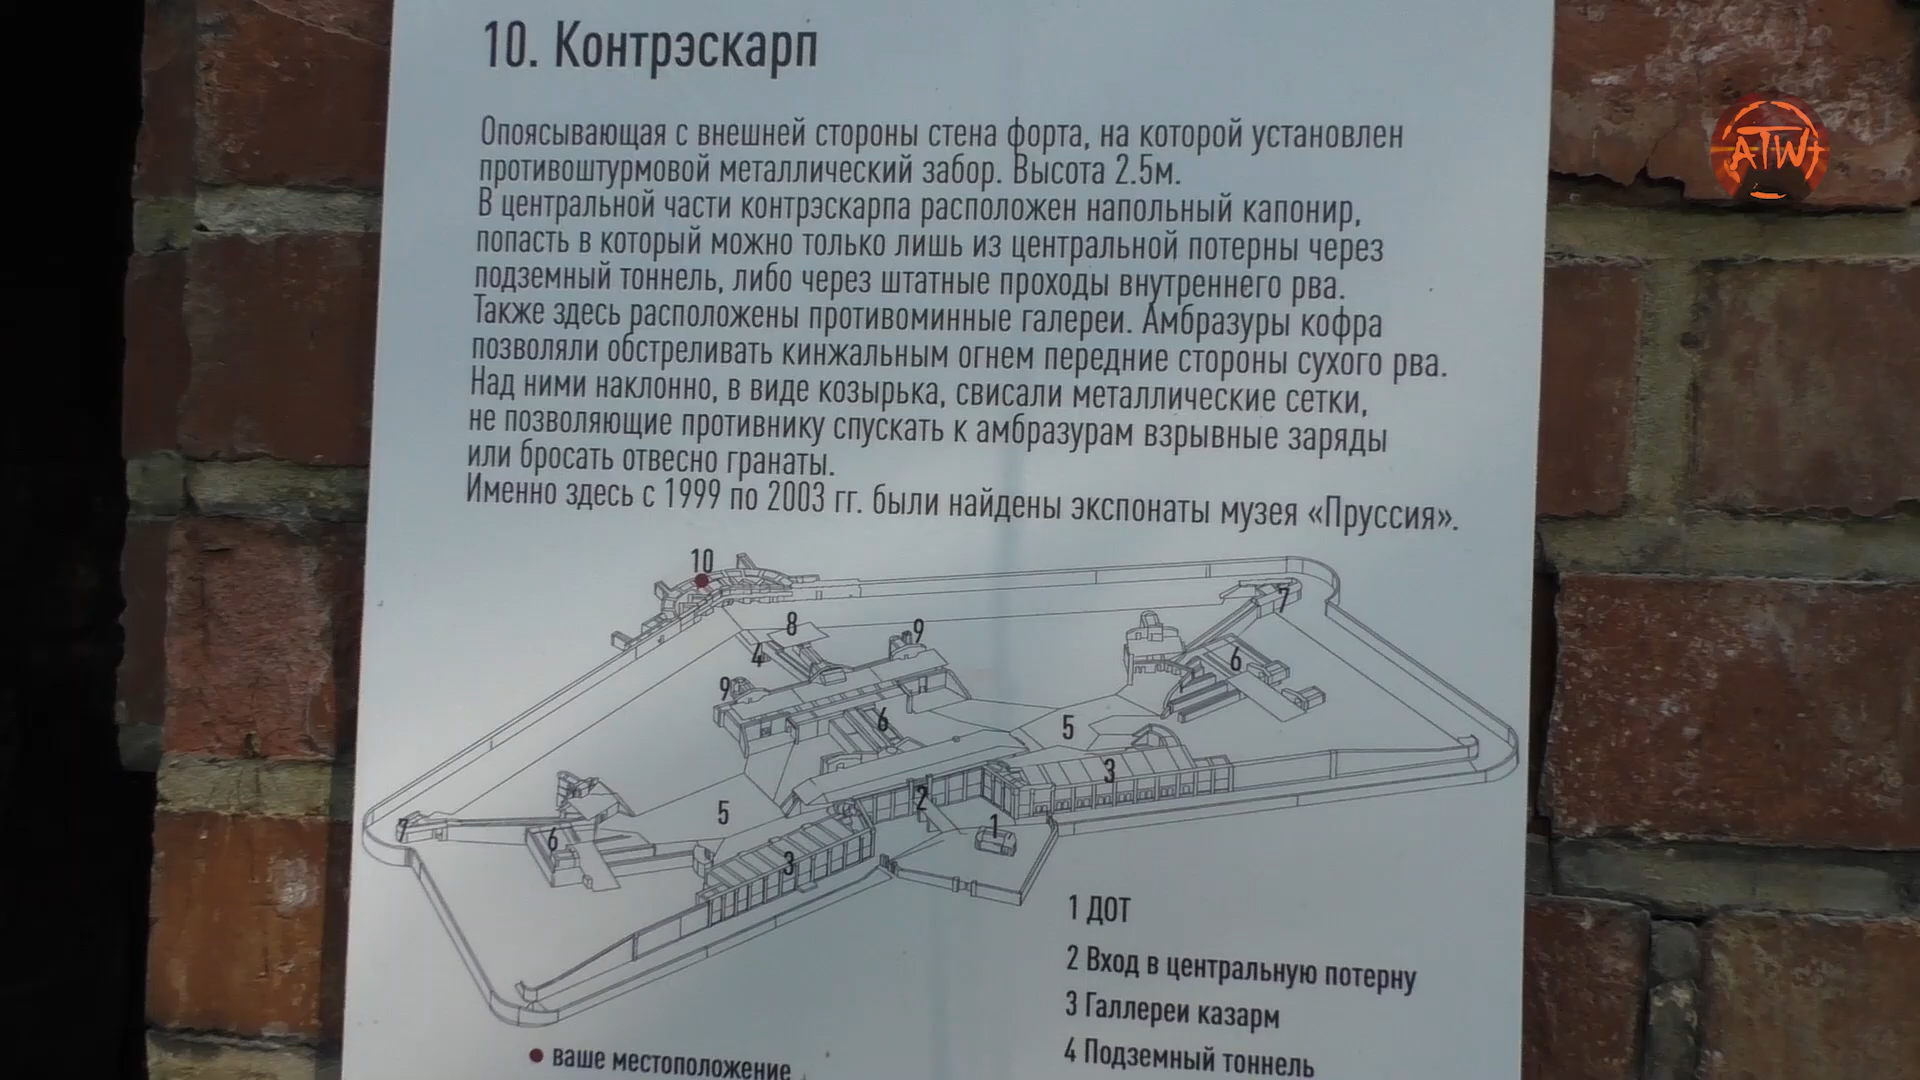 10. Контрэскарп
Опоясывающая с внешней стороны стена форта, на которой установлен
противоштурмовой металлический забор. Высота 2.5м.
В центральной части контрэскарпа расположен напольный капонир,
попасть в который можно только лишь из центральной потерны через
подземный тоннель, либо через штатные проходы внутреннего рва.
Также здесь расположены противоминные галереи. Амбразуры кофра
позволяли обстреливать кинжальным огнем передние стороны сухого рва.
Над ними наклонно, в виде козырька, свисали металлические сетки,
не позволяющие противнику спускать к амбразурам взрывные заряды
или бросать отвесно гранаты.
Именно здесь с 1999 по 2003 гг. были найдены экспонаты музея «Пруссия».
ATW
10
7
8
9
4
6
9
6
5
3
2
5
7
6
1
3
1 ДОТ
2 Вход в центральную потерну
3 Галлереи казарм
4 Подземный тоннель
ваше местоположение